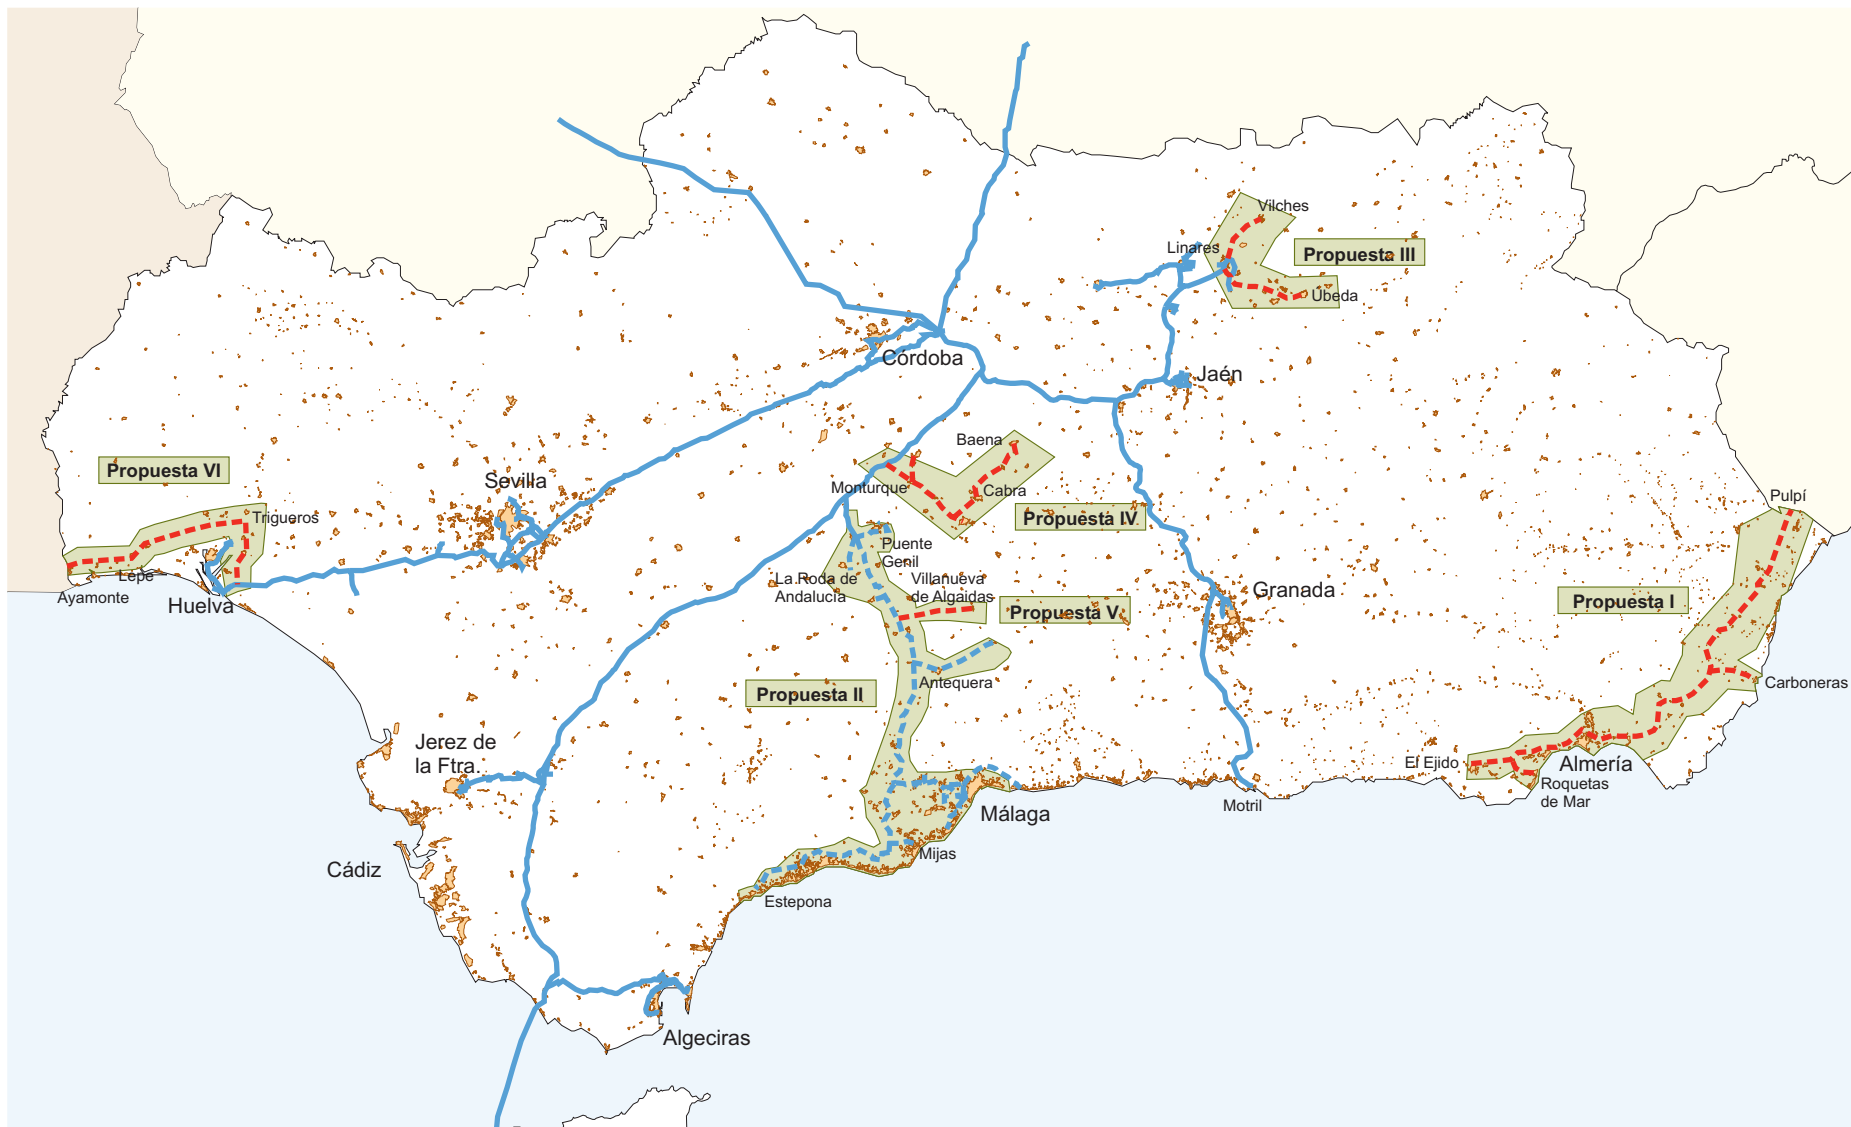 Vilches
Linares
Propuesta III
Úbeda
Córdoba
Jaén
Baena
Propuesta VI
Sevilla
Monturque
Cabra
Pulpí
Trigueros
Propuesta IV
Puente
Genil
Lepe
La Roda de
Andalucía
Villanueva
de Algaidas
Ayamonte
Huelva
Granada
Propuesta I
Propuesta V
Antequera
Propuesta II
Carboneras
Jerez de
la Ftra.
El Ejido
Almería
Roquetas
de Mar
Motril
Málaga
Mijas
Cádiz
Estepona
Algeciras